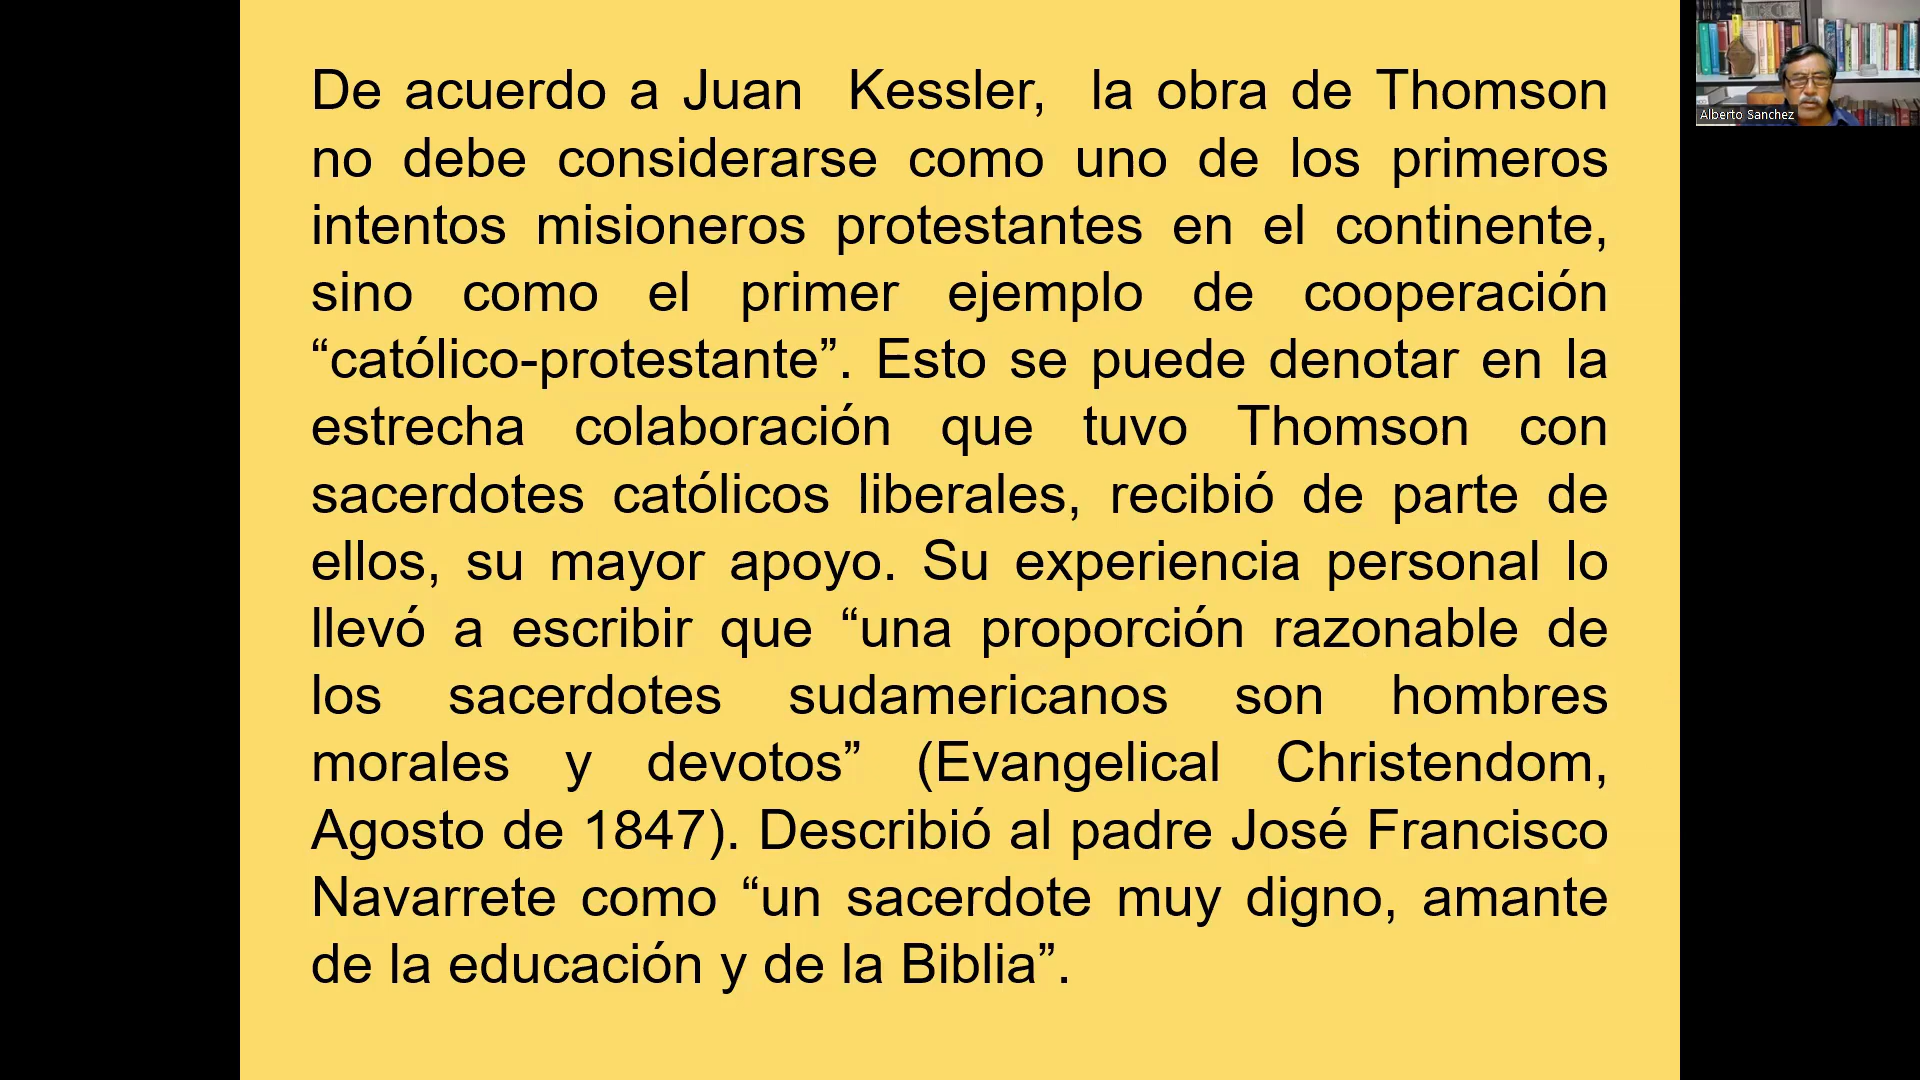 De acuerdo a Juan Kessler, la obra de Thomson
no debe considerarse como uno de los primeros
intentos misioneros protestantes en el continente,
sino como el primer ejemplo de cooperación
“católico-protestante”. Esto se puede denotar en la
estrecha colaboración que tuvo Thomson con
sacerdotes católicos liberales, recibió de parte de
ellos, su mayor apoyo. Su experiencia personal lo
llevó a escribir que “una proporción razonable de
los sacerdotes sudamericanos son hombres
morales y devotos” (Evangelical Christendom,
Agosto de 1847). Describió al padre José Francisco
Navarrete como “un sacerdote muy digno, amante
de la educación y de la Biblia”.
Alberto Sanchez